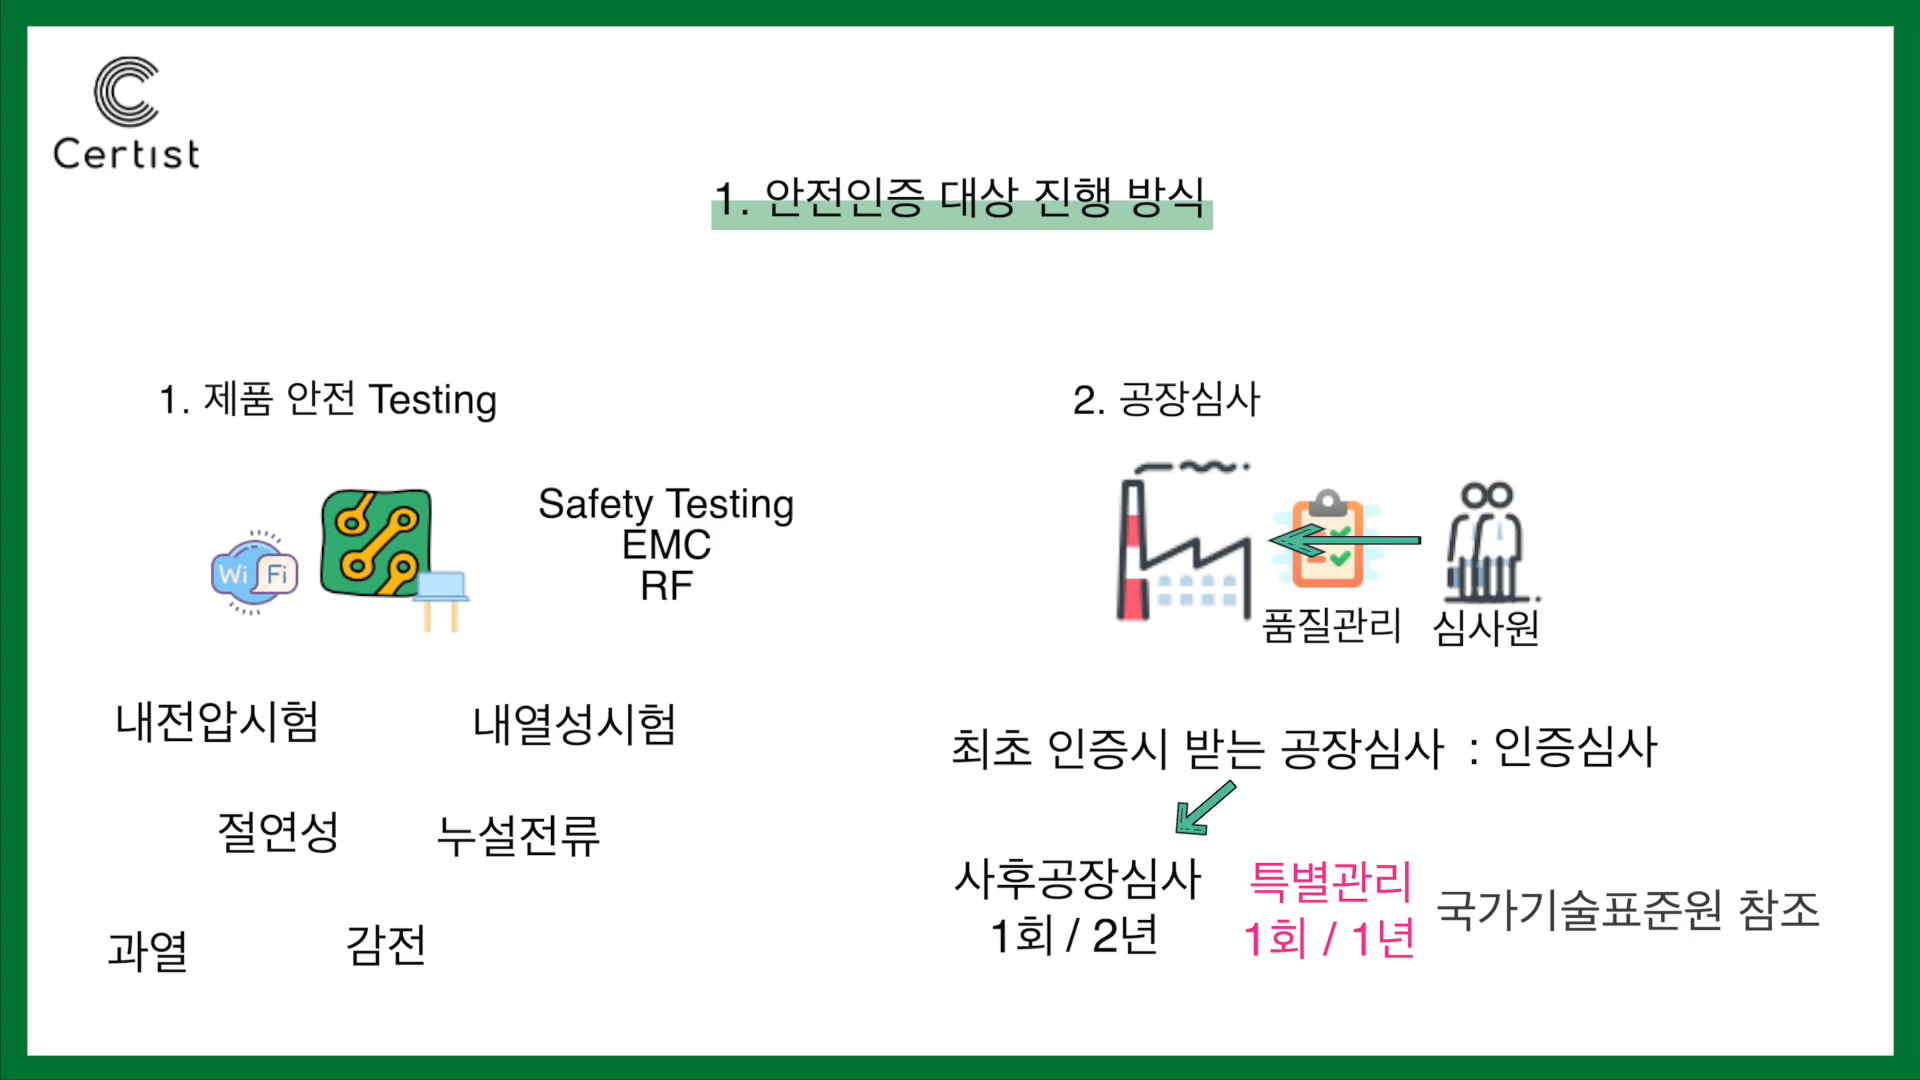 Certist
1. 안전인증 대상 진행 방식
1. 제품 안전 Testing
Wi Fi
Safety Testing
EMC
RF
내전압시험
내열성시험
절연성
누설전류
과열
감전
2. 공장심사
품질관리
심사원
최초 인증시 받는 공장심사 : 인증심사
사후공장심사
1회 / 2년
특별관리
1회 / 1년
국가기술표준원 참조